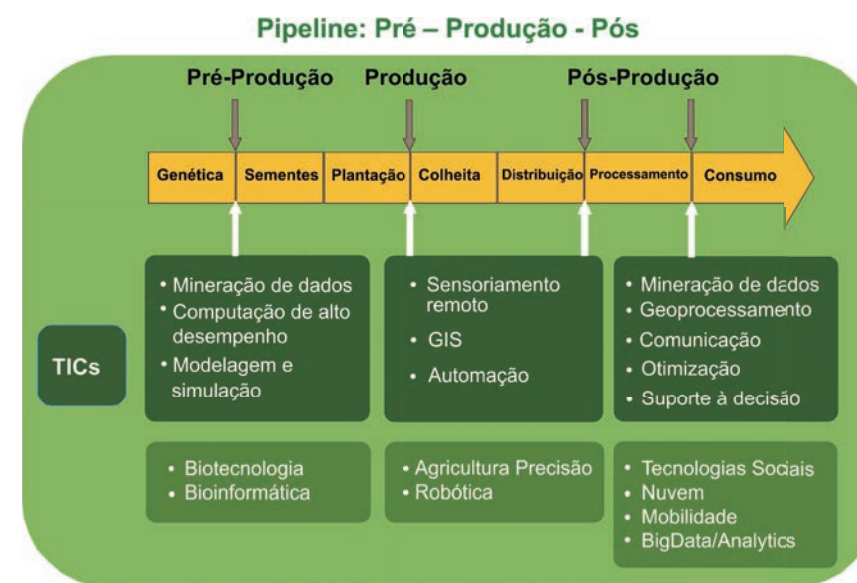 Pipeline: Pré – Produção - Pós
Pré-Produção
Produção
Pós-Produção
Genética
Sementes
Plantação
Colheita
Distribuição
Processamento
Consumo
TICs
• Mineração de dados
• Computação de alto
desempenho
• Modelagem e
simulação
• Sensoriamento
remoto
• GIS
• Automação
• Mineração de dados
• Geoprocessamento
• Comunicação
• Otimização
• Suporte à decisão
• Biotecnologia
• Bioinformática
• Agricultura Precisão
• Robótica
• Tecnologias Sociais
• Nuvem
• Mobilidade
• BigData/Analytics